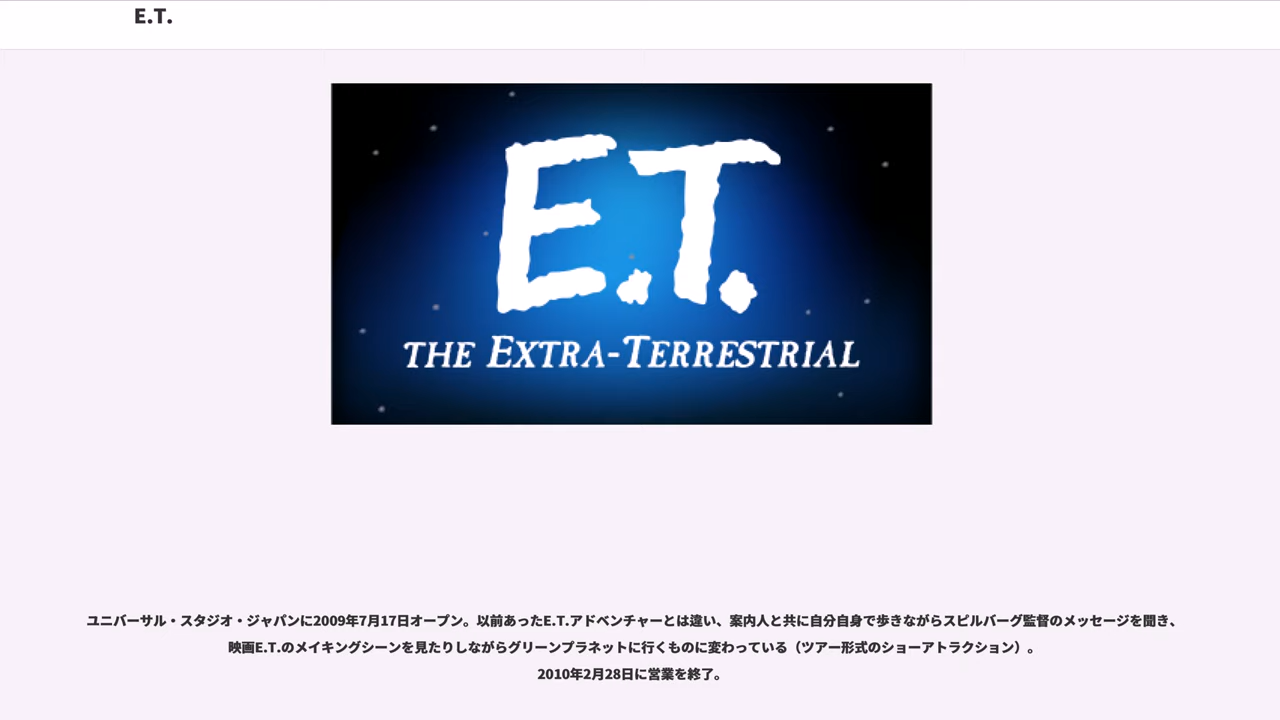 E.T.
E.T.
THE EXTRA-TERRESTRIAL
ユニバーサル・スタジオ・ジャパンに2009年7月17日オープン。以前あったE.T.アドベンチャーとは違い、案内人と共に自分自身で歩きながらスピルバーグ監督のメッセージを聞き、
映画E.T.のメイキングシーンを見たりしながらグリーンプラネットに行くものに変わっている（ツアー形式のショーアトラクション）。
2010年2月28日に営業を終了。